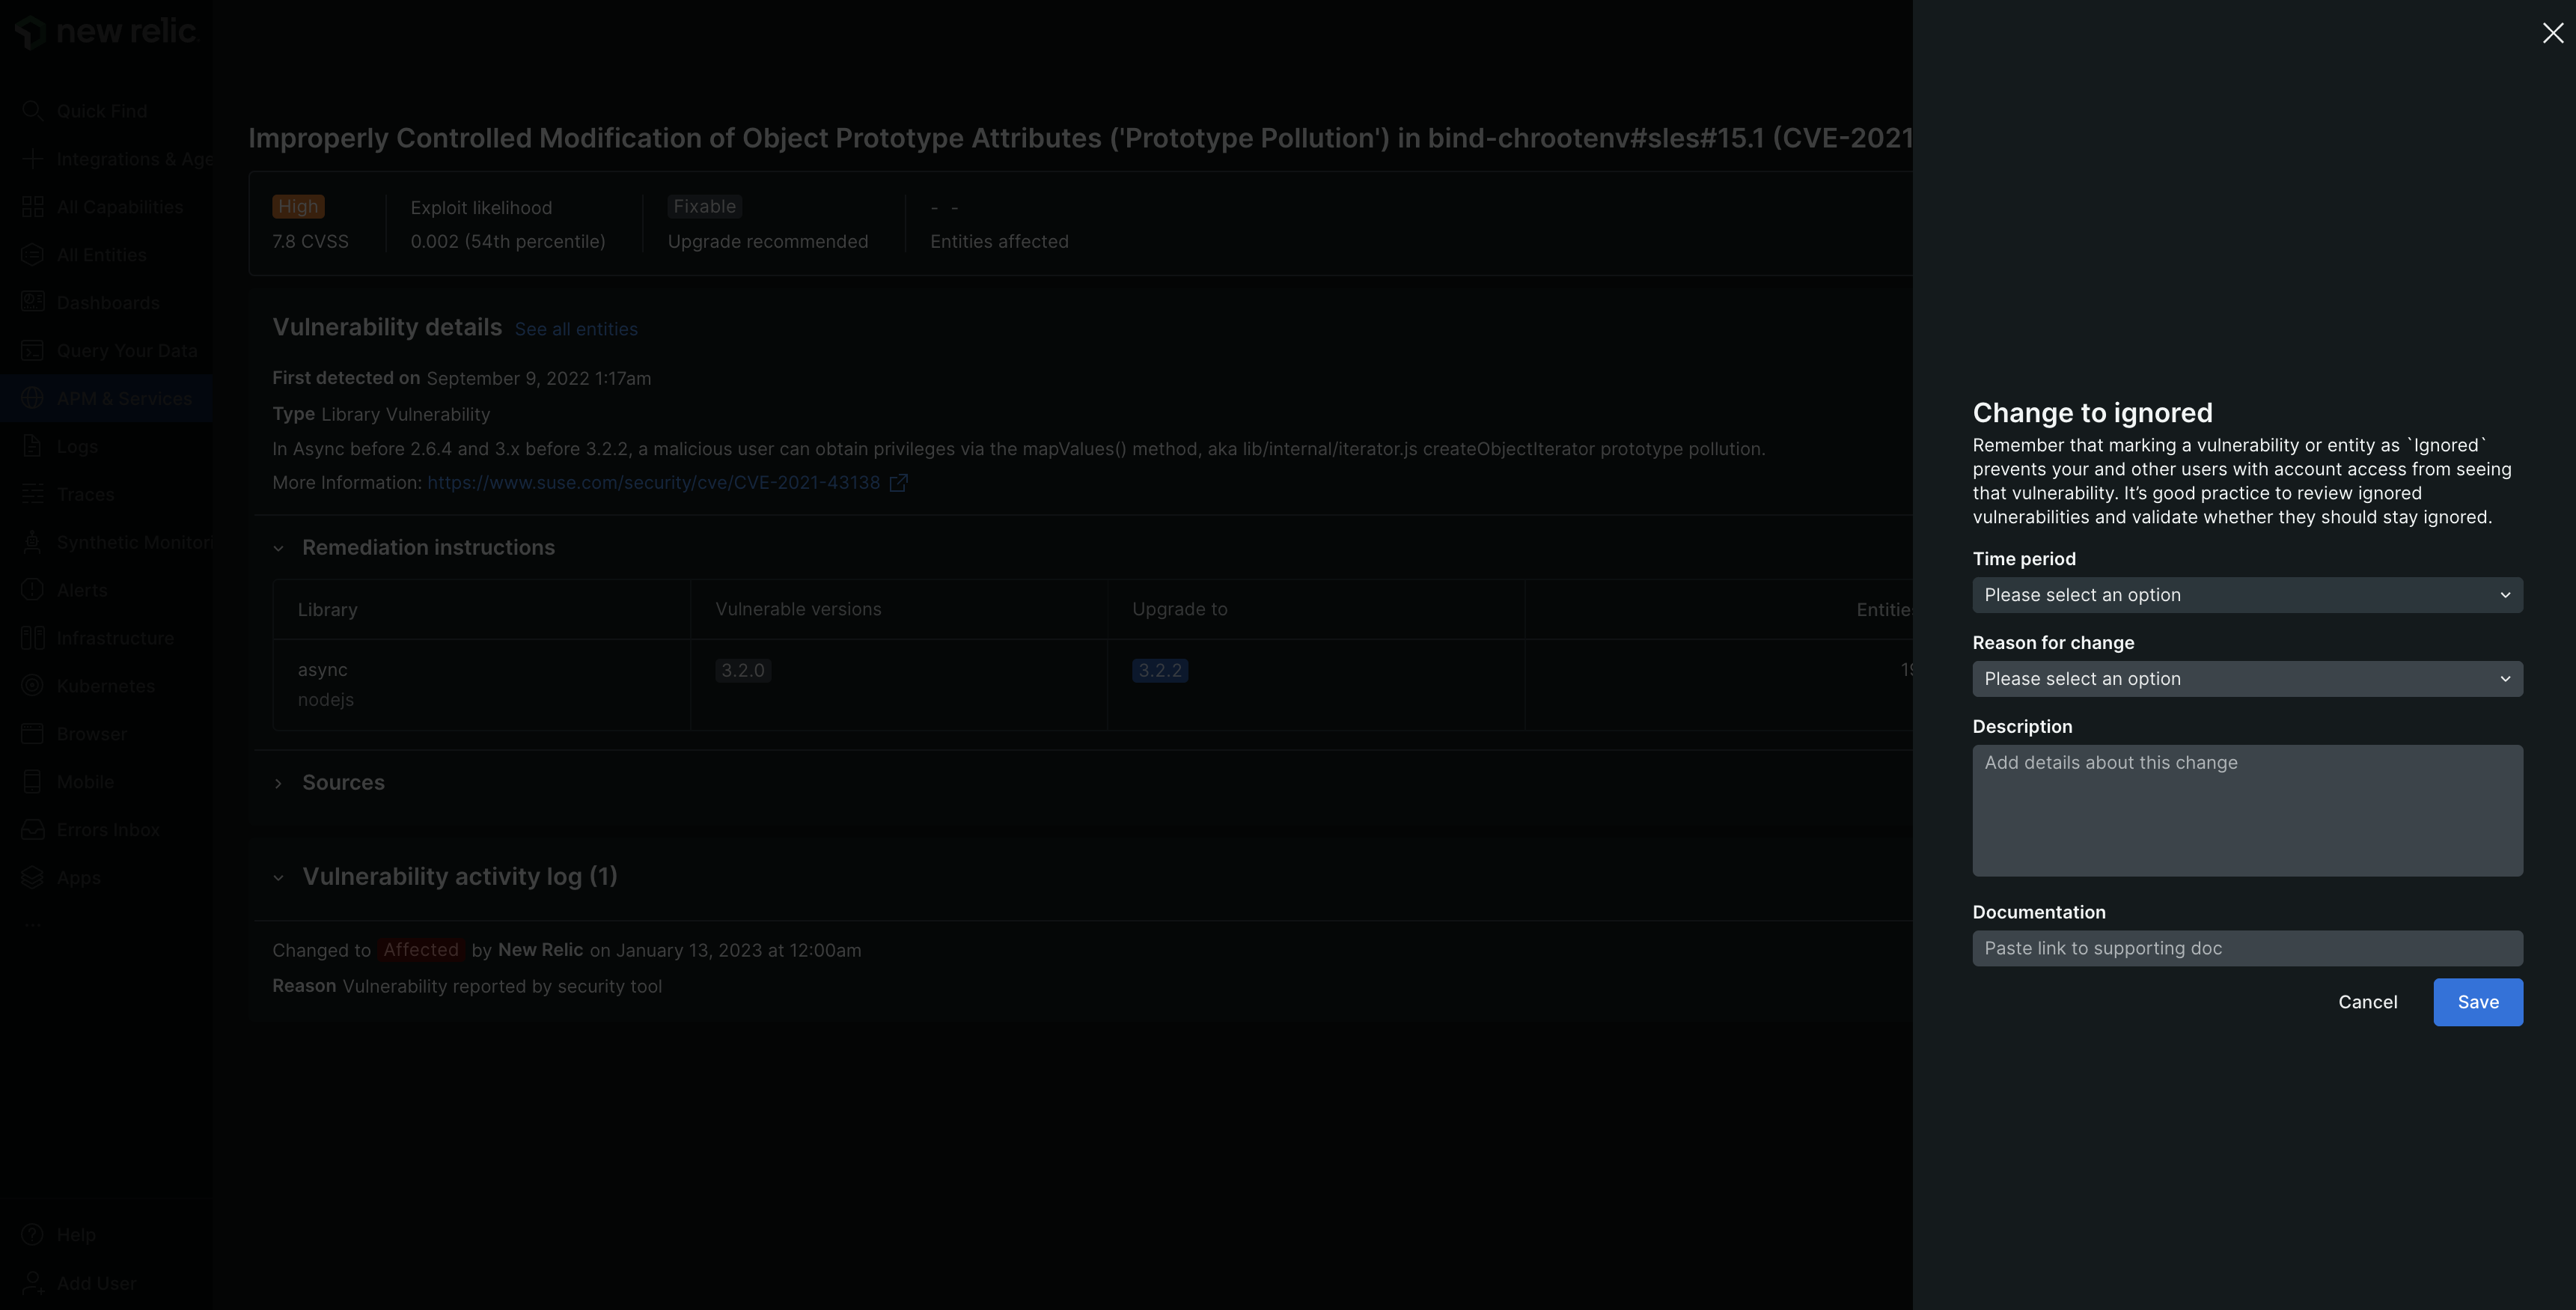 new relic
Quick Find
Integrations & Age
All Capabilities
All Entities
Dashboards
Query Your Data
APM & Services
Logs
Traces
Synthetic Monitori
Alerts
Infrastructure
Kubernetes
Browser
Mobile
Errors Inbox
Apps
...
Help
Add User
Improperly Controlled Modification of Object Prototype Attributes ('Prototype Pollution') in bind-chrootenv#sles#15.1 (CVE-2021
High
7.8 CVSS
Exploit likelihood
0.002 (54th percentile)
Fixable
Upgrade recommended
- -
Entities affected
Vulnerability details See all entities
First detected on September 9, 2022 1:17am
Type Library Vulnerability
In Async before 2.6.4 and 3.x before 3.2.2, a malicious user can obtain privileges via the mapValues() method, aka lib/internal/iterator.js createObjectIterator prototype pollution.
More Information: https://www.suse.com/security/cve/CVE-2021-43138
Remediation instructions
Library Vulnerable versions Upgrade to Entitie
async 3.2.0 3.2.2 19
nodejs
Sources
Vulnerability activity log (1)
Changed to Affected by New Relic on January 13, 2023 at 12:00am
Reason Vulnerability reported by security tool
Change to ignored
Remember that marking a vulnerability or entity as `Ignored`
prevents your and other users with account access from seeing
that vulnerability. It’s good practice to review ignored
vulnerabilities and validate whether they should stay ignored.
Time period
Please select an option
Reason for change
Please select an option
Description
Add details about this change
Documentation
Paste link to supporting doc
Cancel Save